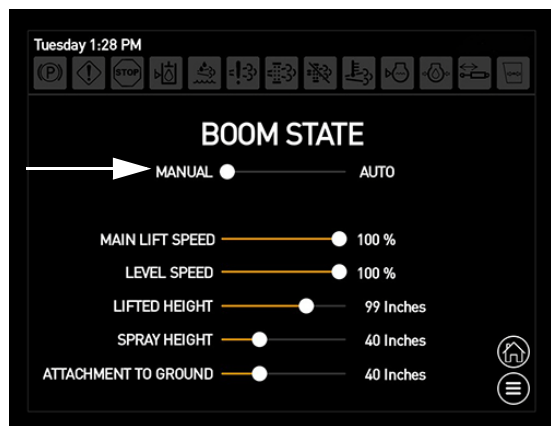 Tuesday 1:28 PM
(P) STOP
BOOM STATE
MANUAL AUTO
MAIN LIFT SPEED 100 %
LEVEL SPEED 100 %
LIFTED HEIGHT 99 Inches
SPRAY HEIGHT 40 Inches
ATTACHMENT TO GROUND 40 Inches